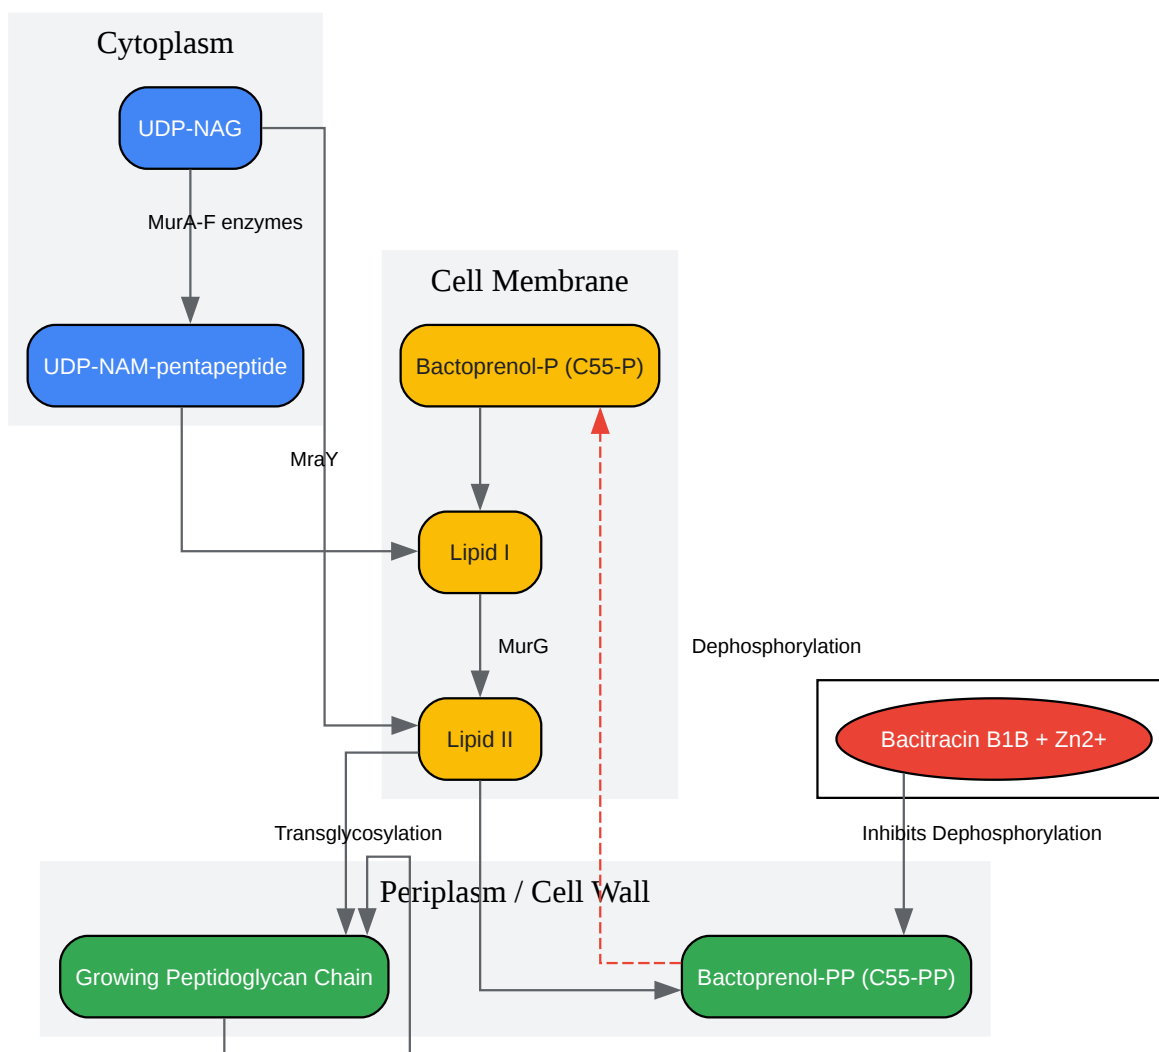 Cytoplasm
UDP-NAG
MurA-F enzymes
Cell Membrane
UDP-NAM-pentapeptide
Bactoprenol-P (C55-P)
MraY
Lipid I
MurG
Dephosphorylation
Lipid II
Bacitracin B1B + Zn2+
Transglycosylation
Inhibits Dephosphorylation
Periplasm / Cell Wall
Growing Peptidoglycan Chain
Bactoprenol-PP (C55-PP)